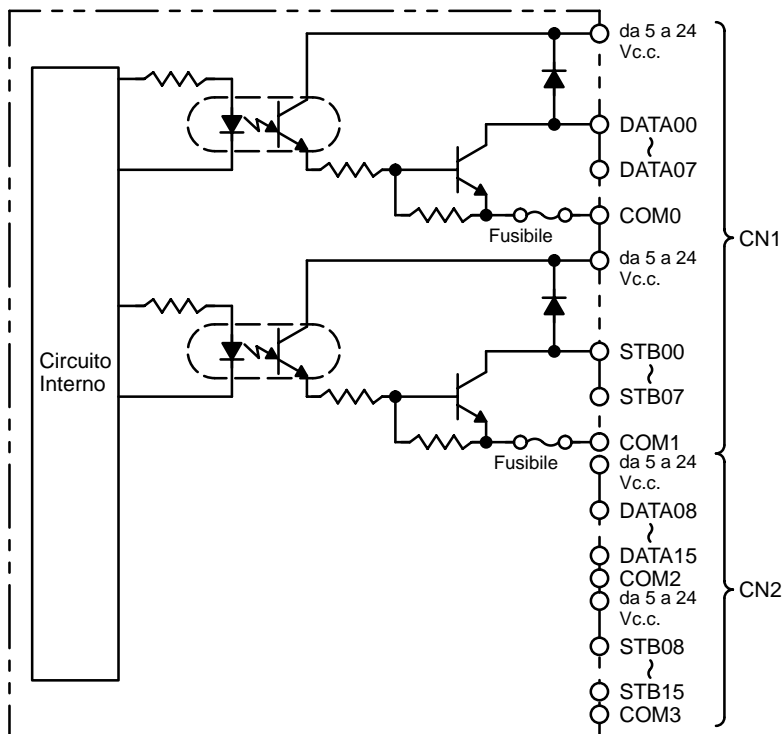 da 5 a 24
Vc.c.
DATA00
~
DATA07
COM0
Fusibile
da 5 a 24
Vc.c.
CN1
Circuito
Interno
STB00
~
STB07
COM1
Fusibile
da 5 a 24
Vc.c.
DATA08
~
DATA15
COM2
da 5 a 24
Vc.c.
CN2
STB08
~
STB15
COM3